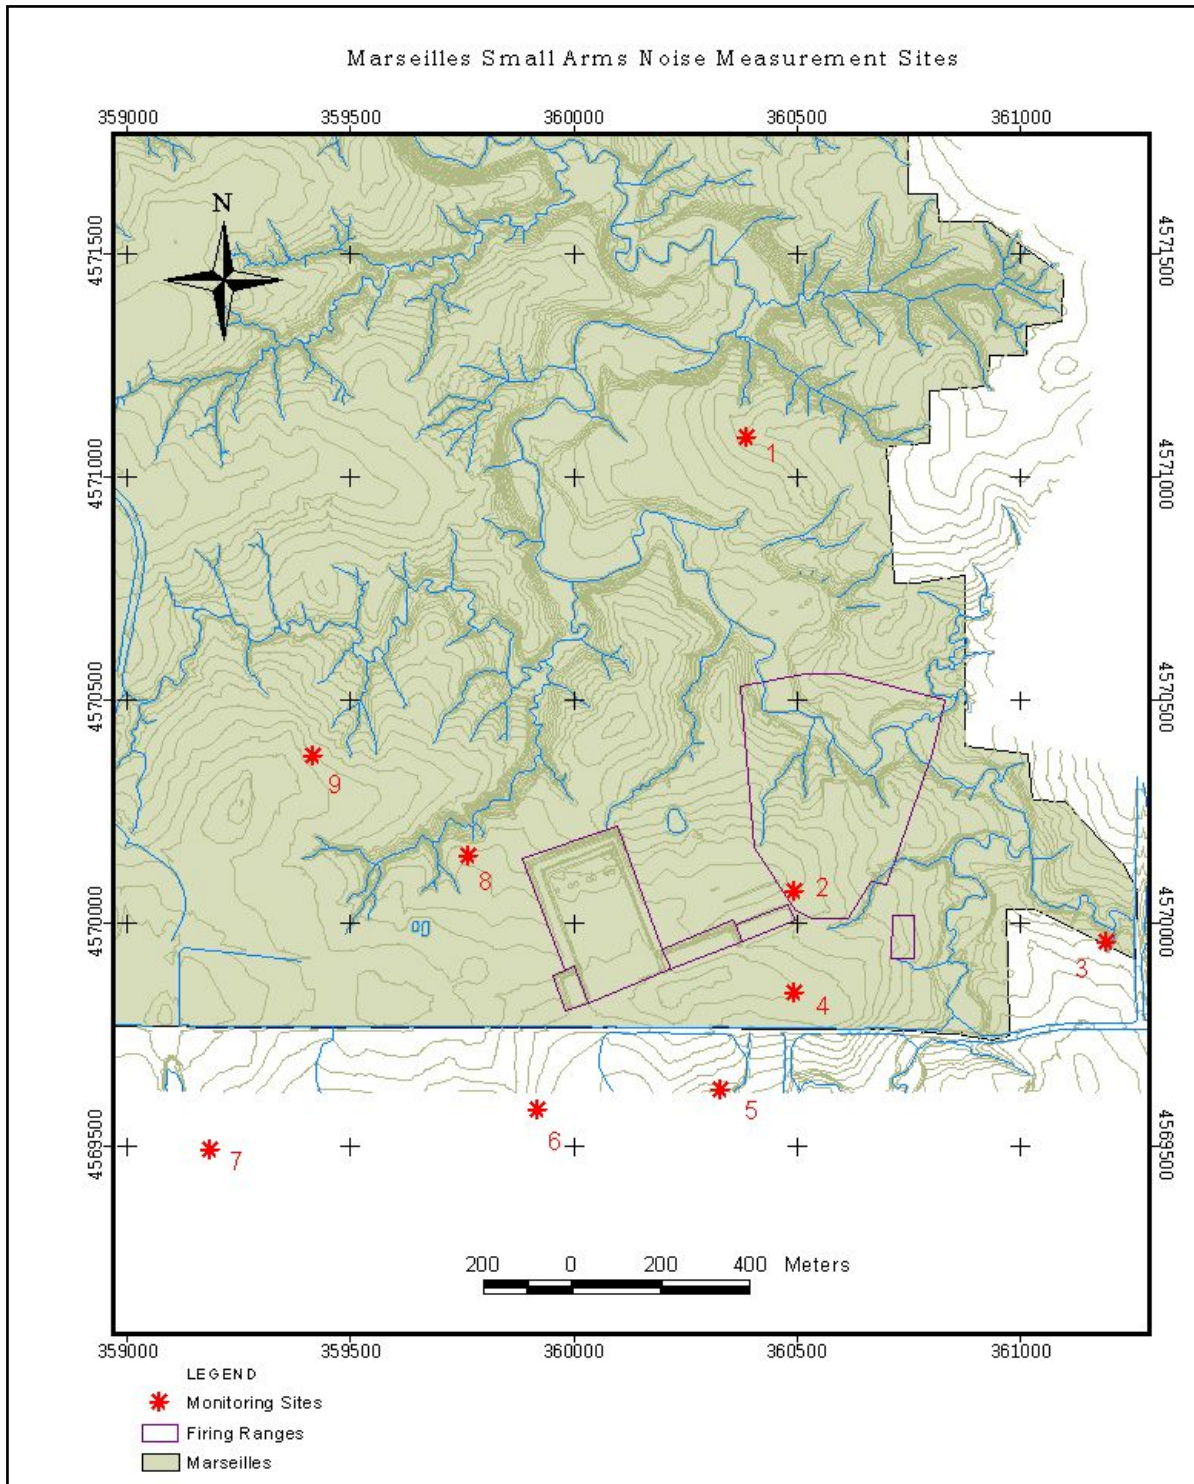 Marseilles Small Arms Noise Measurement Sites
359000 359500 360000 360500 361000
N
4571500 4571500
1
4571000 4571000
4570500 4570500
9
8
2
4570000 4570000
3
4
5
6
4569500 4569500
7
200 0 200 400 Meters
359000 359500 360000 360500 361000
LEGEND
Monitoring Sites
Firing Ranges
Marseilles